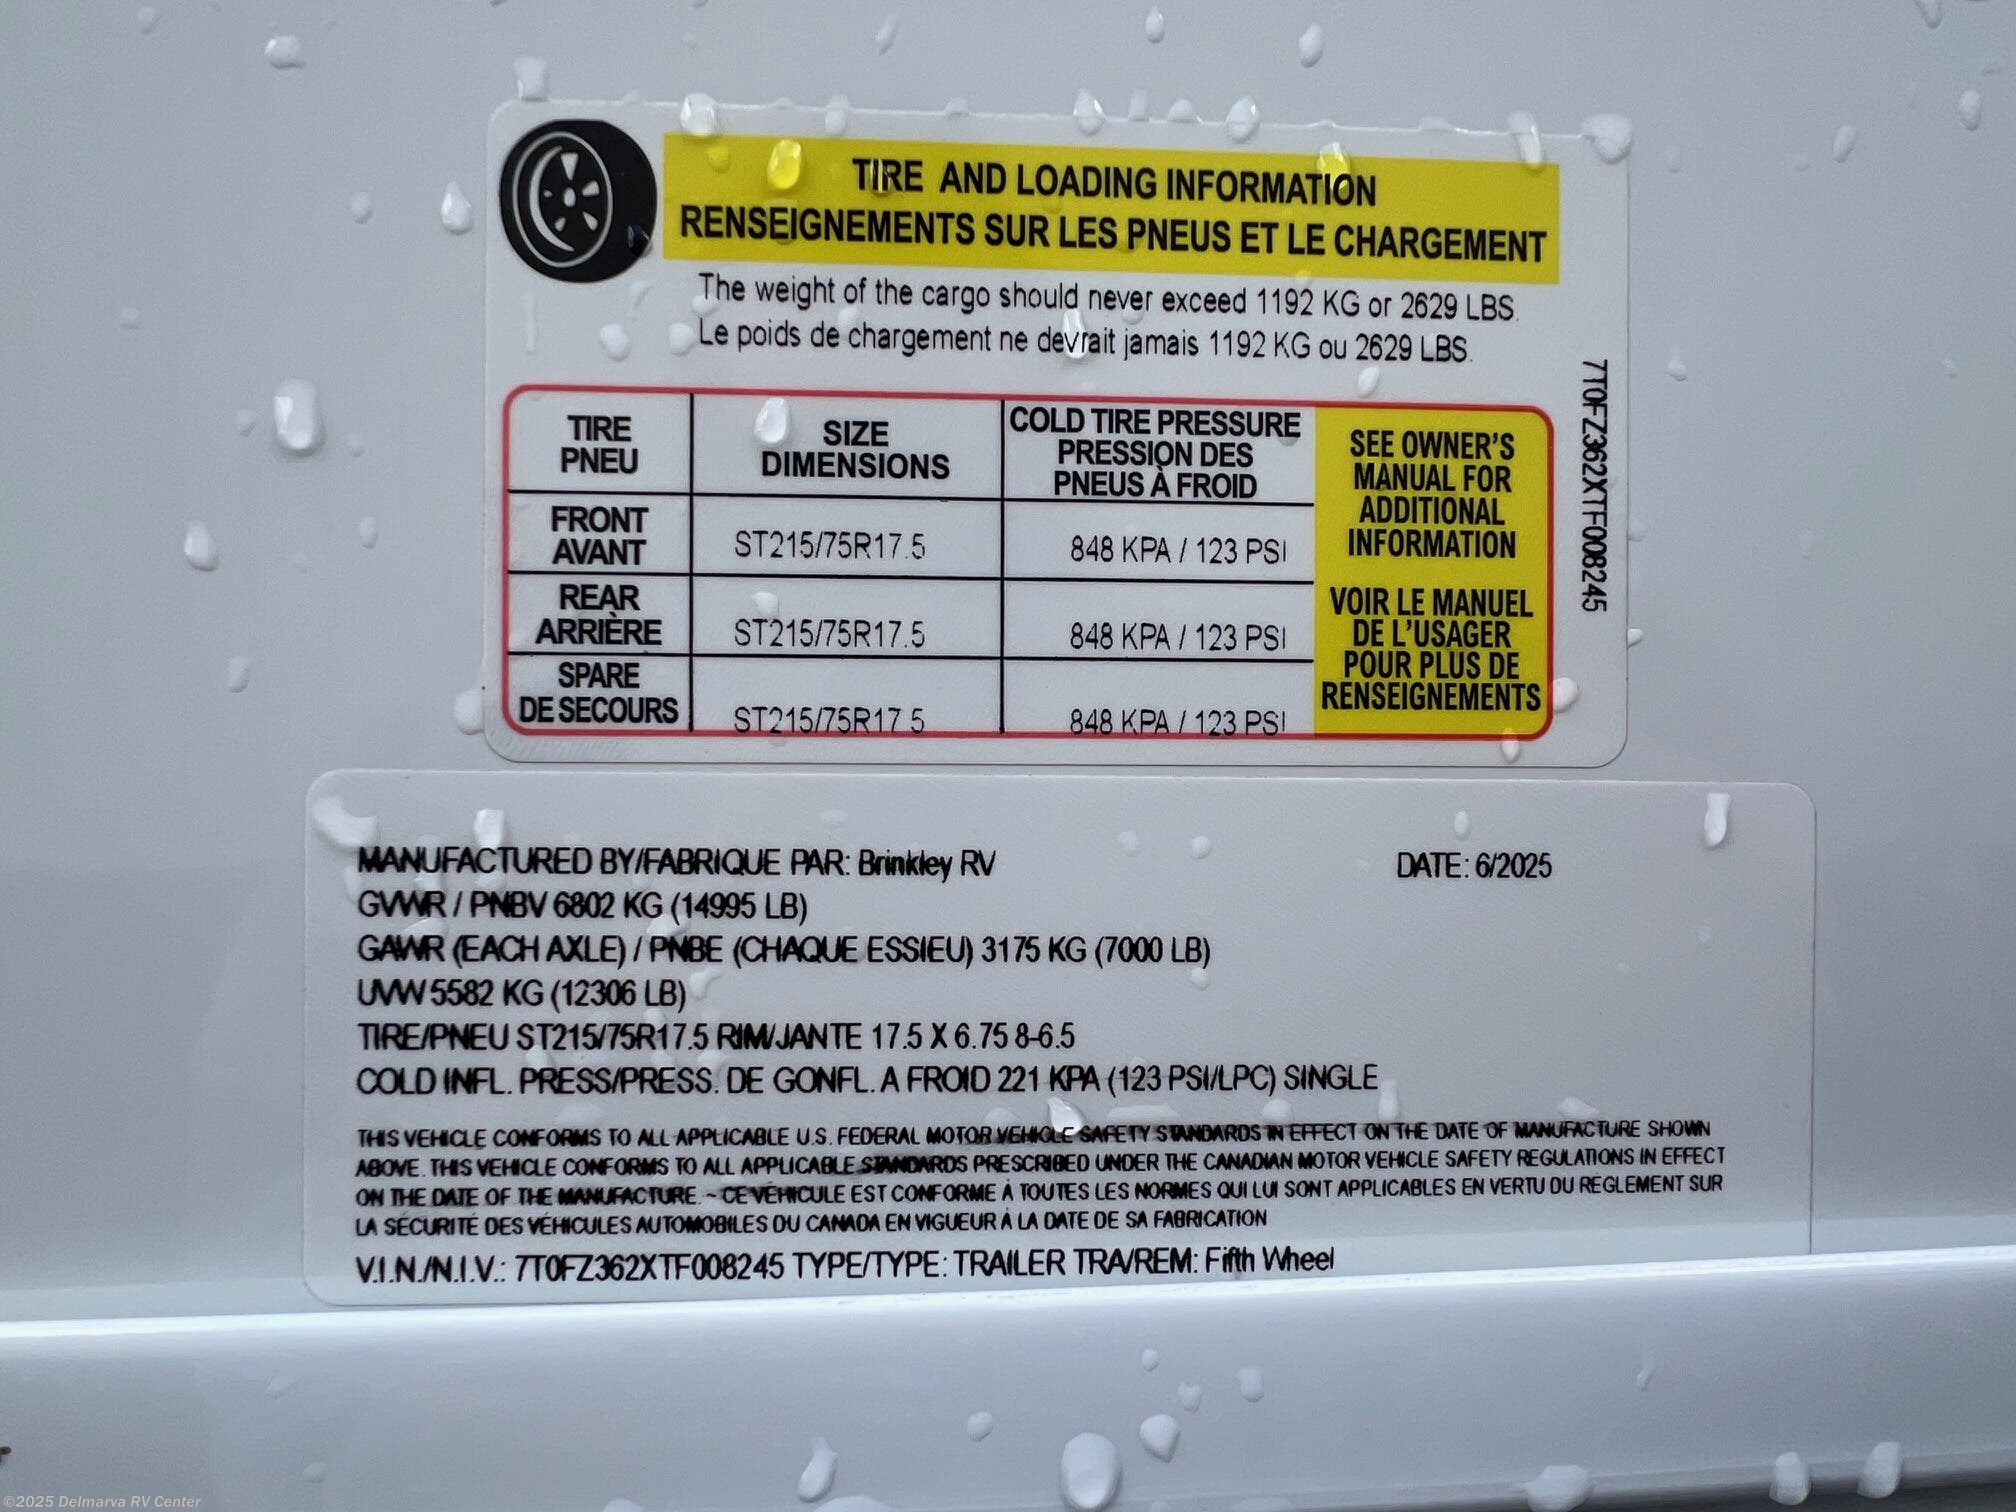 TIRE AND LOADING INFORMATION
RENSEIGNEMENTS SUR LES PNEUS ET LE CHARGEMENT
The weight of the cargo should never exceed 1192 KG or 2629 LBS.
Le poids de chargement ne devrait jamais 1192 KG ou 2629 LBS.
TIRE
PNEU
SIZE
DIMENSIONS
COLD TIRE PRESSURE
PRESSION DES
PNEUS À FROID
FRONT
AVANT
ST215/75R17.5
848 KPA / 123 PSI
REAR
ARRIÈRE
ST215/75R17.5
848 KPA / 123 PSI
SPARE
DE SECOURS
ST215/75R17.5
848 KPA / 123 PSI
SEE OWNER'S
MANUAL FOR
ADDITIONAL
INFORMATION
VOIR LE MANUEL
DE L'USAGER
POUR PLUS DE
RENSEIGNEMENTS
7T0FZ362XTF008245
MANUFACTURED BY/FABRIQUE PAR: Brinkley RV
DATE: 6/2025
GVWR / PNBV 6802 KG (14995 LB)
GAWR (EACH AXLE) / PNBE (CHAQUE ESSIEU) 3175 KG (7000 LB)
UVW 5582 KG (12306 LB)
TIRE/PNEU ST215/75R17.5 RIM/JANTE 17.5 X 6.75 8-6.5
COLD INFL. PRESS/PRESS. DE GONFL. A FROID 221 KPA (123 PSI/LPC) SINGLE
THIS VEHICLE CONFORMS TO ALL APPLICABLE U.S. FEDERAL MOTOR VEHICLE SAFETY STANDARDS IN EFFECT ON THE DATE OF MANUFACTURE SHOWN
ABOVE. THIS VEHICLE CONFORMS TO ALL APPLICABLE STANDARDS PRESCRIBED UNDER THE CANADIAN MOTOR VEHICLE SAFETY REGULATIONS IN EFFECT
ON THE DATE OF THE MANUFACTURE. ~ CE VÉHICULE EST CONFORME À TOUTES LES NORMES QUI LUI SONT APPLICABLES EN VERTU DU REGLEMENT SUR
LA SÉCURITÉ DES VÉHICULES AUTOMOBILES DU CANADA EN VIGUEUR À LA DATE DE SA FABRICATION
V.I.N./N.I.V.: 7T0FZ362XTF008245 TYPE/TYPE: TRAILER TRA/REM: Fifth Wheel
©2025 Delmarva RV Center